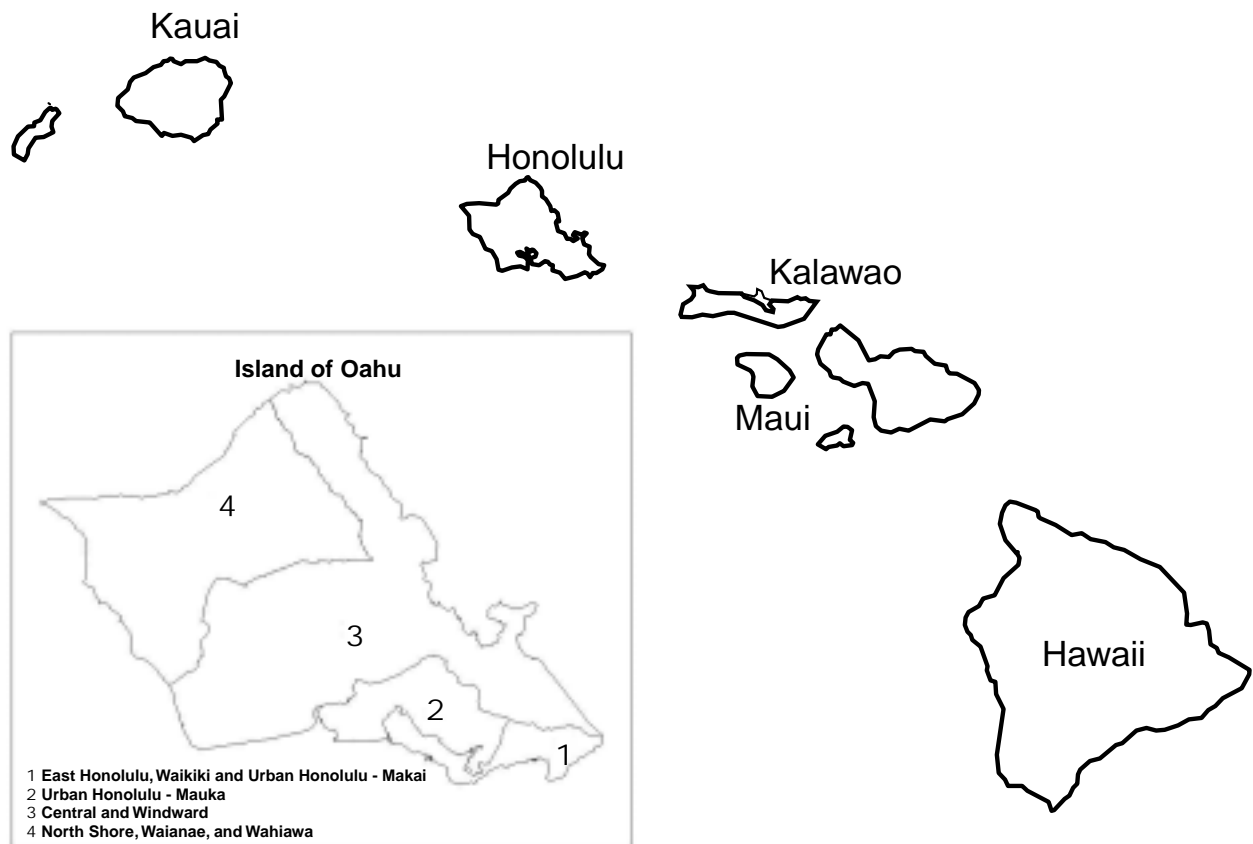 Kauai
Honolulu
Kalawao
Maui
Hawaii
Island of Oahu
4
3
2
1
1 East Honolulu, Waikiki and Urban Honolulu - Makai
2 Urban Honolulu - Mauka
3 Central and Windward
4 North Shore, Waianae, and Wahiawa